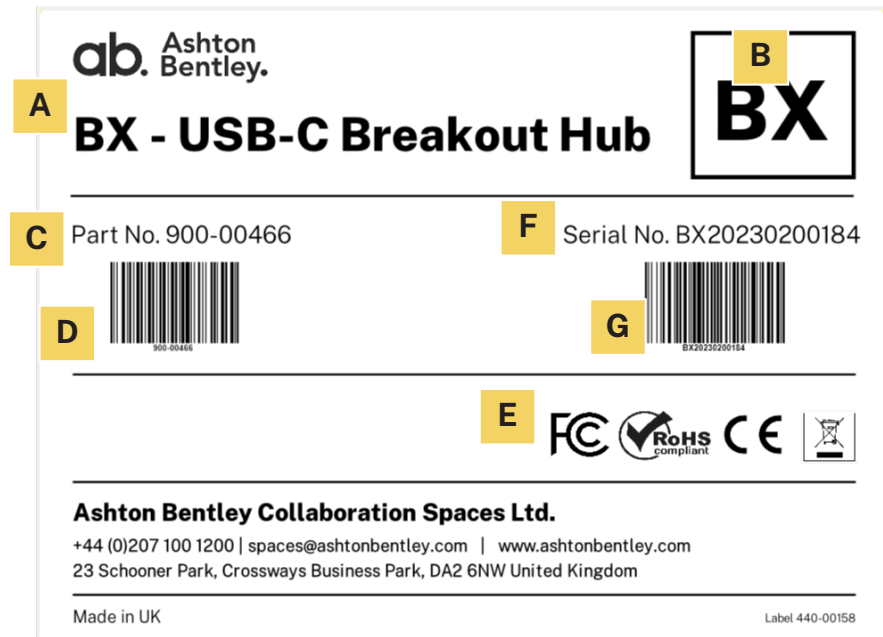 ab. Ashton
Bentley.
A
B
BX - USB-C Breakout Hub
BX
C
Part No. 900-00466
F
Serial No. BX20230200184
D
900-00466
G
BX20230200184
E
FC
RoHS
compliant
CE
Ashton Bentley Collaboration Spaces Ltd.
+44 (0)207 100 1200 | spaces@ashtonbentley.com | www.ashtonbentley.com
23 Schooner Park, Crossways Business Park, DA2 6NW United Kingdom
Made in UK
Label 440-00158